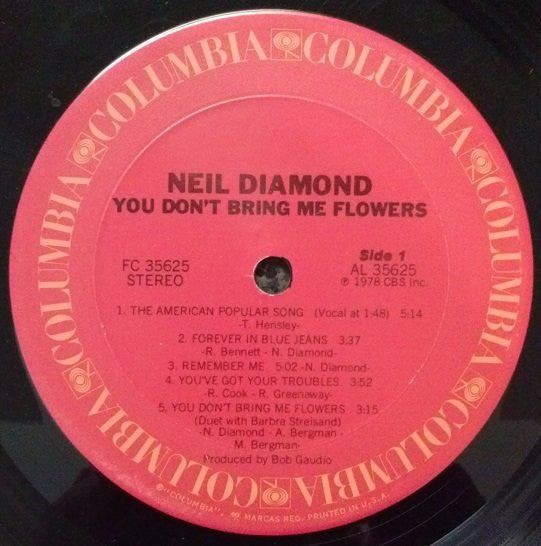 COLUMBIA COLUMBIA COLUMBIA COLUMBIA COLUMBIA COLUMBIA
NEIL DIAMOND
YOU DON'T BRING ME FLOWERS
FC 35625
STEREO
Side 1
AL 35625
℗ 1978 CBS Inc.
1. THE AMERICAN POPULAR SONG (Vocal at 1:48) 5:14
-T. Hensley-
2. FOREVER IN BLUE JEANS 3:37
-R. Bennett - N. Diamond-
3. REMEMBER ME 5:02 -N. Diamond-
4. YOU'VE GOT YOUR TROUBLES 3:52
-R. Cook - R. Greenaway-
5. YOU DON'T BRING ME FLOWERS 3:15
(Duet with Barbra Streisand)
-N. Diamond - A. Bergman -
M. Bergman-
Produced by Bob Gaudio
"COLUMBIA", MARCAS REG. PRINTED IN U.S.A.